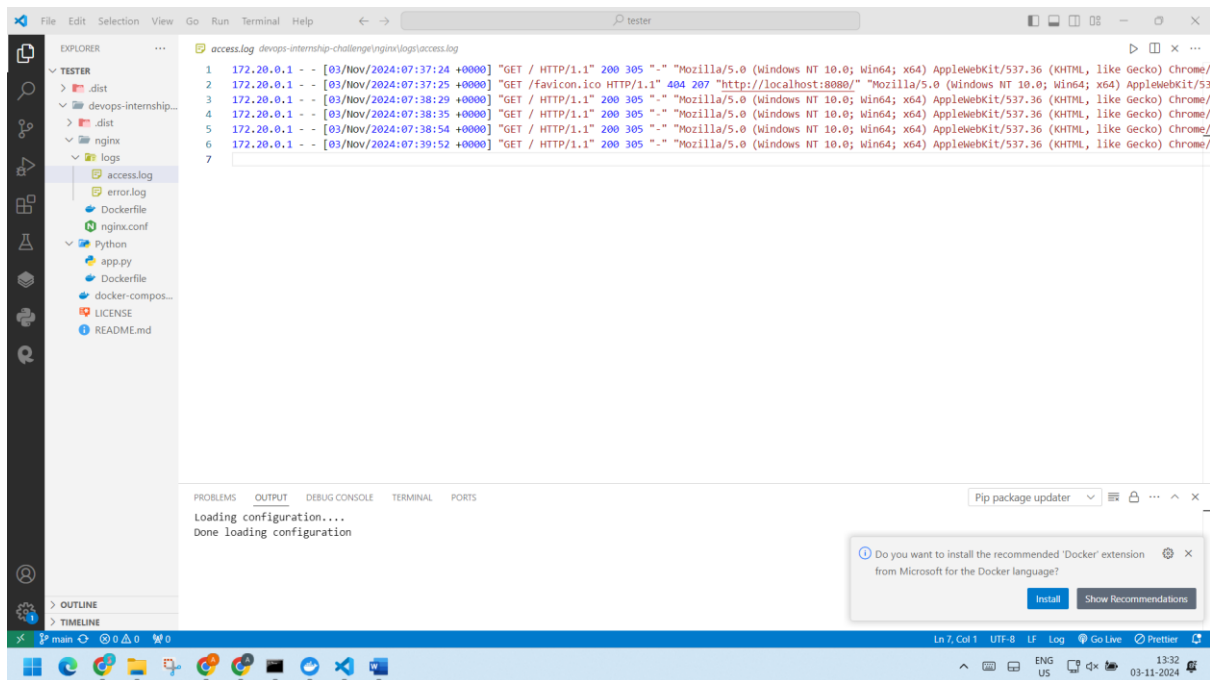 File Edit Selection View Go Run Terminal Help
tester
EXPLORER
TESTER
.dist
devops-internship...
.dist
nginx
logs
access.log
error.log
Dockerfile
nginx.conf
Python
app.py
Dockerfile
docker-compos...
LICENSE
README.md
OUTLINE
TIMELINE
access.log devops-internship-challenge\nginx\logs\access.log
1 172.20.0.1 - - [03/Nov/2024:07:37:24 +0000] "GET / HTTP/1.1" 200 305 "-" "Mozilla/5.0 (Windows NT 10.0; Win64; x64) AppleWebKit/537.36 (KHTML, like Gecko) Chrome/
2 172.20.0.1 - - [03/Nov/2024:07:37:25 +0000] "GET /favicon.ico HTTP/1.1" 404 207 "http://localhost:8080/" "Mozilla/5.0 (Windows NT 10.0; Win64; x64) AppleWebKit/53
3 172.20.0.1 - - [03/Nov/2024:07:38:29 +0000] "GET / HTTP/1.1" 200 305 "-" "Mozilla/5.0 (Windows NT 10.0; Win64; x64) AppleWebKit/537.36 (KHTML, like Gecko) Chrome/
4 172.20.0.1 - - [03/Nov/2024:07:38:35 +0000] "GET / HTTP/1.1" 200 305 "-" "Mozilla/5.0 (Windows NT 10.0; Win64; x64) AppleWebKit/537.36 (KHTML, like Gecko) Chrome/
5 172.20.0.1 - - [03/Nov/2024:07:38:54 +0000] "GET / HTTP/1.1" 200 305 "-" "Mozilla/5.0 (Windows NT 10.0; Win64; x64) AppleWebKit/537.36 (KHTML, like Gecko) Chrome/
6 172.20.0.1 - - [03/Nov/2024:07:39:52 +0000] "GET / HTTP/1.1" 200 305 "-" "Mozilla/5.0 (Windows NT 10.0; Win64; x64) AppleWebKit/537.36 (KHTML, like Gecko) Chrome/
7
PROBLEMS OUTPUT DEBUG CONSOLE TERMINAL PORTS
Pip package updater
Loading configuration....
Done loading configuration
Do you want to install the recommended 'Docker' extension
from Microsoft for the Docker language?
Install Show Recommendations
1
main 0 0 0
Ln 7, Col 1 UTF-8 LF Log Go Live Prettier
ENG
US
13:32
03-11-2024